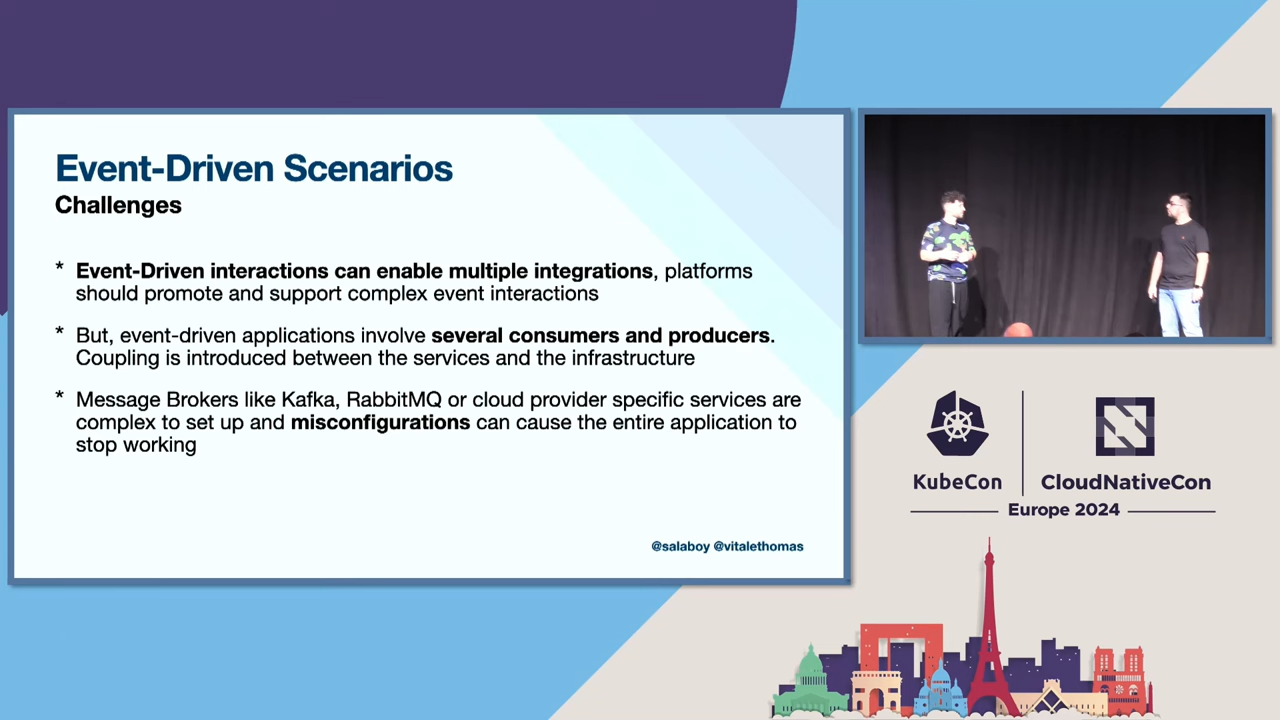 Event-Driven Scenarios
Challenges
* Event-Driven interactions can enable multiple integrations, platforms
should promote and support complex event interactions
* But, event-driven applications involve several consumers and producers.
Coupling is introduced between the services and the infrastructure
* Message Brokers like Kafka, RabbitMQ or cloud provider specific services are
complex to set up and misconfigurations can cause the entire application to
stop working
@salaboy @vitalethomas
KubeCon
CloudNativeCon
Europe 2024